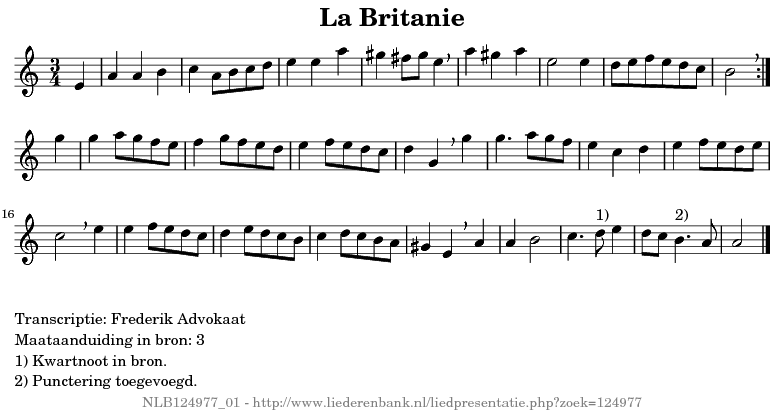 La Britanie
3
4
16
1)
2)
Transcriptie: Frederik Advokaat
Maataanduiding in bron: 3
1) Kwartnoot in bron.
2) Punctering toegevoegd.
NLB124977_01 - http://www.liederenbank.nl/liedpresentatie.php?zoek=124977